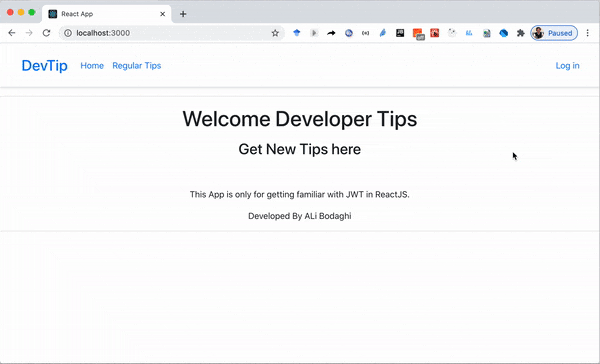 React App
localhost:3000
Paused
DevTip Home Regular Tips Log in
Welcome Developer Tips
Get New Tips here
This App is only for getting familiar with JWT in ReactJS.
Developed By ALi Bodaghi